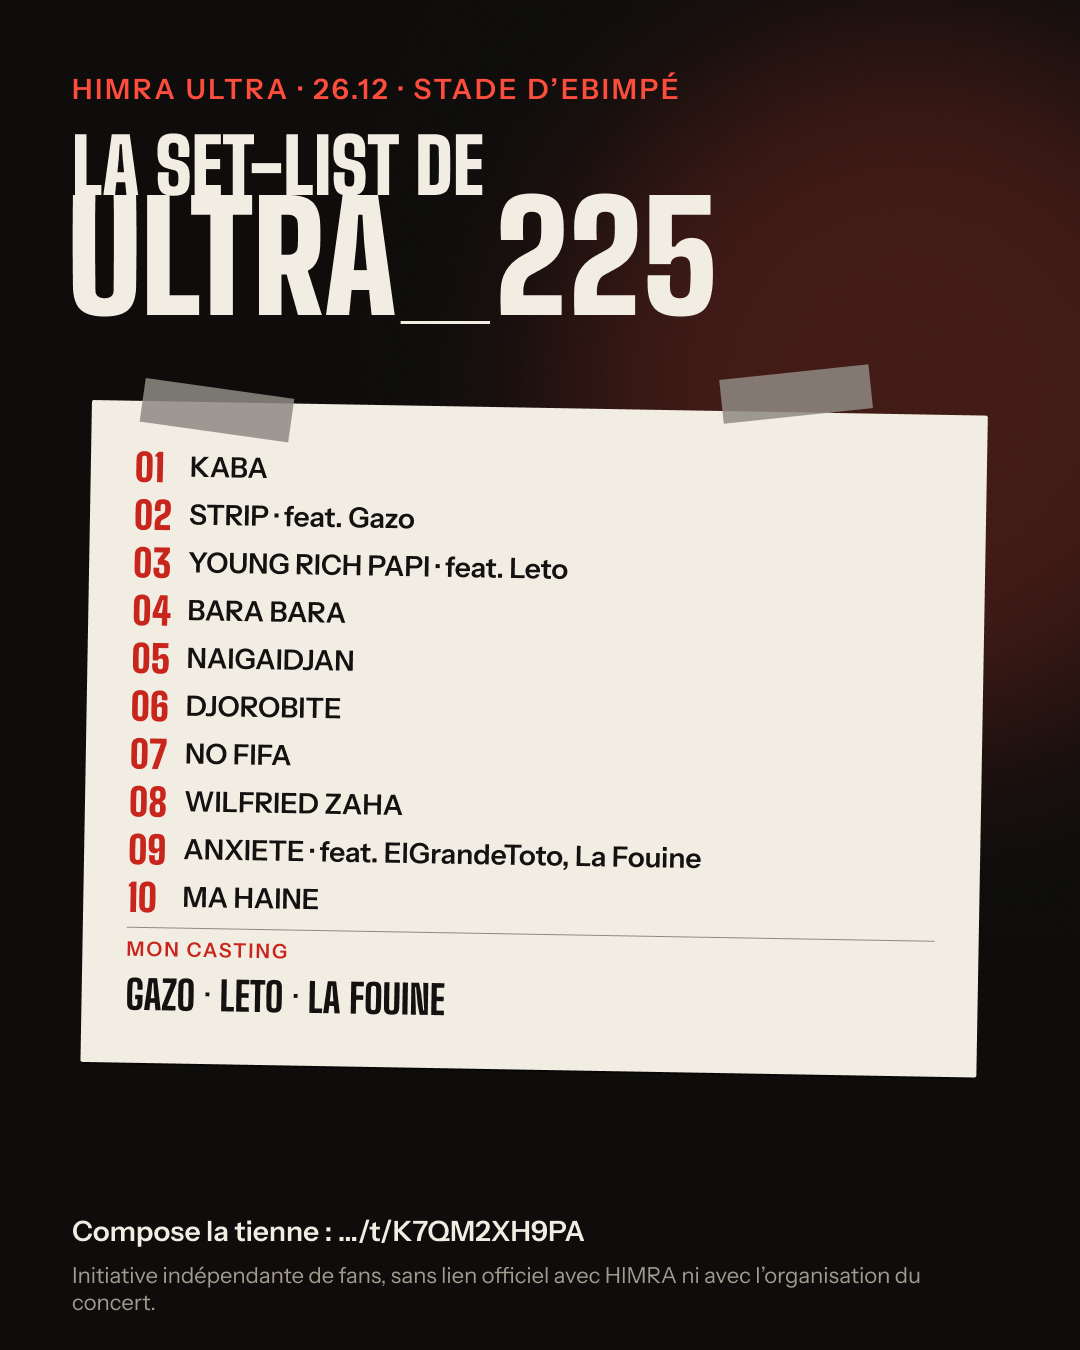 HIMRA ULTRA · 26.12 · STADE D’EBIMPÉ
LA SET-LIST DE
ULTRA_225
01 KABA
02 STRIP · feat. Gazo
03 YOUNG RICH PAPI · feat. Leto
04 BARA BARA
05 NAIGAIDJAN
06 DJOROBITE
07 NO FIFA
08 WILFRIED ZAHA
09 ANXIETE · feat. ElGrandeToto, La Fouine
10 MA HAINE
MON CASTING
GAZO · LETO · LA FOUINE
Compose la tienne : .../t/K7QM2XH9PA
Initiative indépendante de fans, sans lien officiel avec HIMRA ni avec l’organisation du
concert.